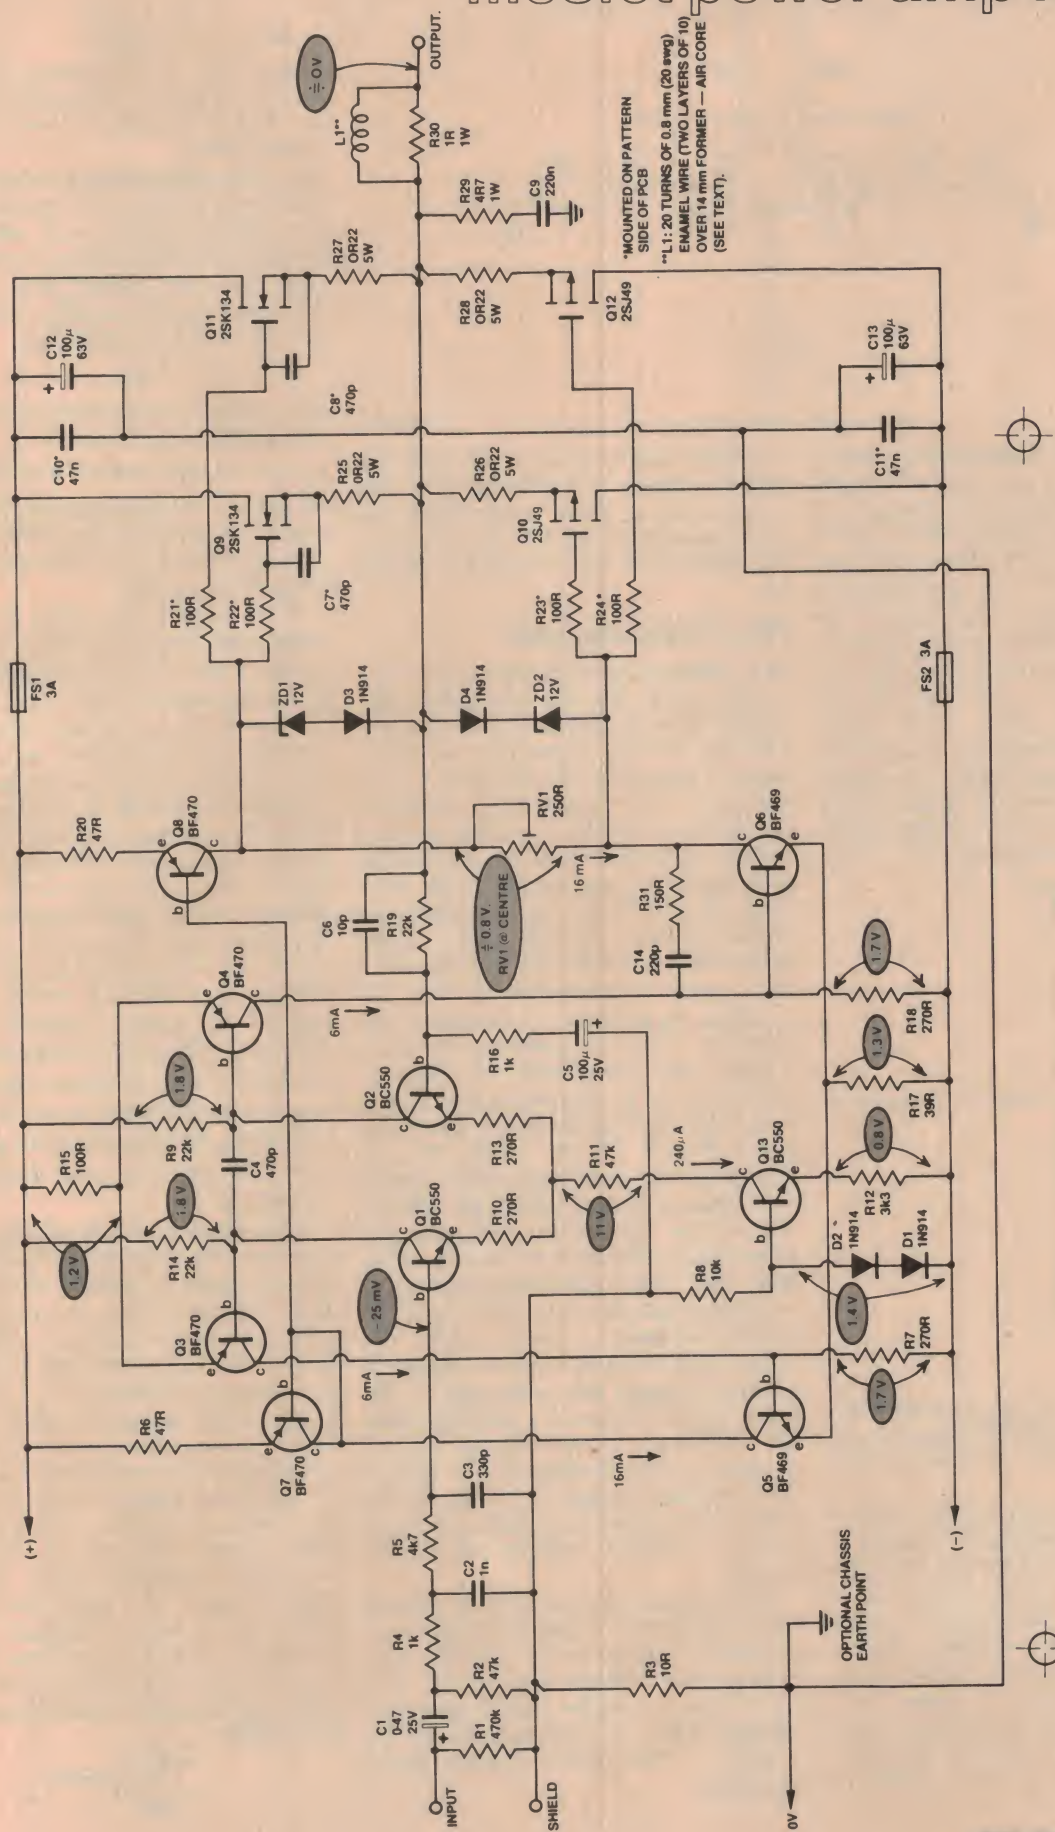 mosfet power amp
(+)
FS1
3A
C10*
47n
C12
100μ
63V
+
Q11
2SK134
R27
0R22
5W
C8*
470p
Q9
2SK134
R25
0R22
5W
C7*
470p
R21*
100R
R22*
100R
ZD1
12V
D3
1N914
D4
1N914
ZD2
12V
R26
0R22
5W
Q10
2SJ49
R23*
100R
R24*
100R
R28
0R22
5W
Q12
2SJ49
C11*
47n
C13
100μ
63V
+
FS2 3A
L1**
R30
1R
1W
OUTPUT.
≑ 0V
R29
4R7
1W
C9
220n
*MOUNTED ON PATTERN
SIDE OF PCB
**L1: 20 TURNS OF 0.8 mm (20 swg)
ENAMEL WIRE (TWO LAYERS OF 10)
OVER 14 mm FORMER — AIR CORE
(SEE TEXT).
R20
47R
Q8
BF470
e
c
b
RV1
250R
≑ 0.8 V.
RV1 @ CENTRE
16 mA
C6
10p
R19
22k
R31
150R
C14
220p
Q6
BF469
c
e
b
Q4
BF470
e
c
b
6mA
R15
100R
R9
22k
1.8 V
C4
470p
R14
22k
1.8 V
1.2 V
Q3
BF470
e
c
b
6mA
R6
47R
Q7
BF470
e
c
b
Q2
BC550
b
c
e
R16
1k
C5
100μ
25V
+
R13
270R
R10
270R
R11
47k
11 V
240μA
Q1
BC550
c
e
b
- 25 mV
Q13
BC550
c
e
b
R8
10k
R12
3k3
0.8 V
R17
39R
1.3 V
R18
270R
1.7 V
D2 *
1N914
D1
1N914
1.4 V
R7
270R
1.7 V
Q5
BF469
c
e
b
16mA
C1
0·47
25V
+
R1
470k
R2
47k
R4
1k
C2
1n
R5
4k7
C3
330p
INPUT
SHIELD
R3
10R
OPTIONAL CHASSIS
EARTH POINT
0V
(−)